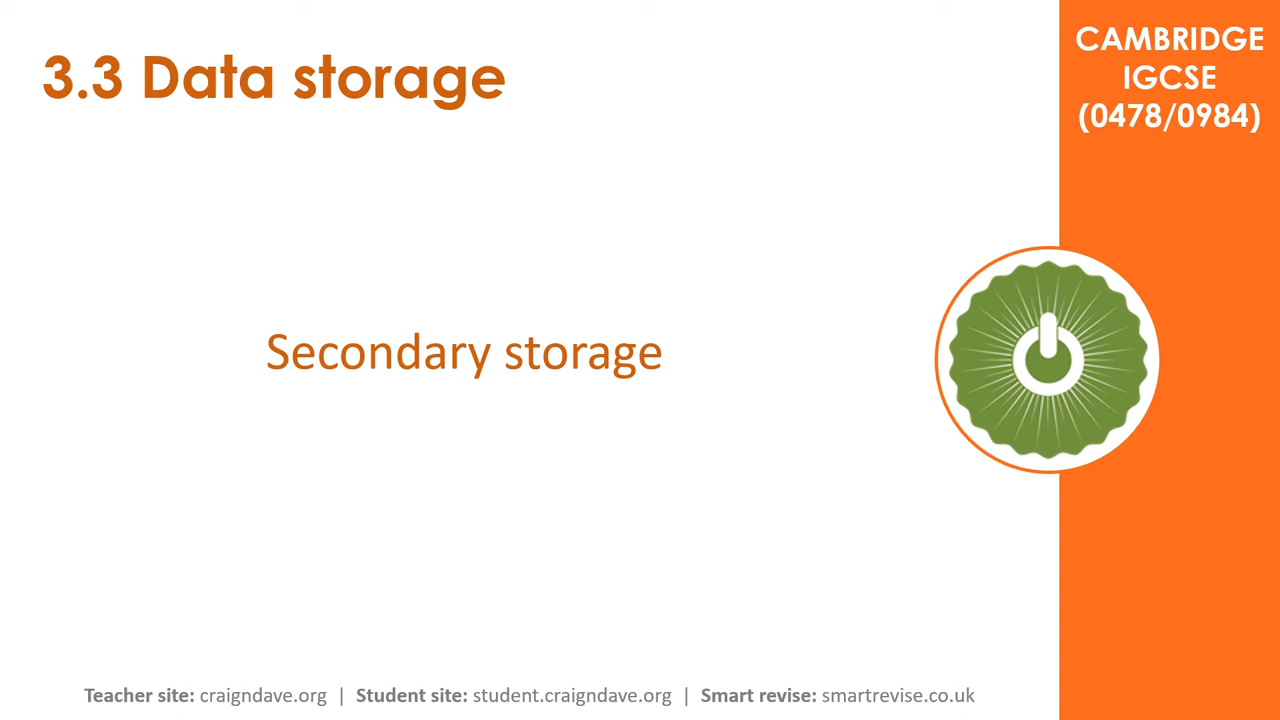 3.3 Data storage
CAMBRIDGE
IGCSE
(0478/0984)
Secondary storage
Teacher site: craigndave.org | Student site: student.craigndave.org | Smart revise: smartrevise.co.uk